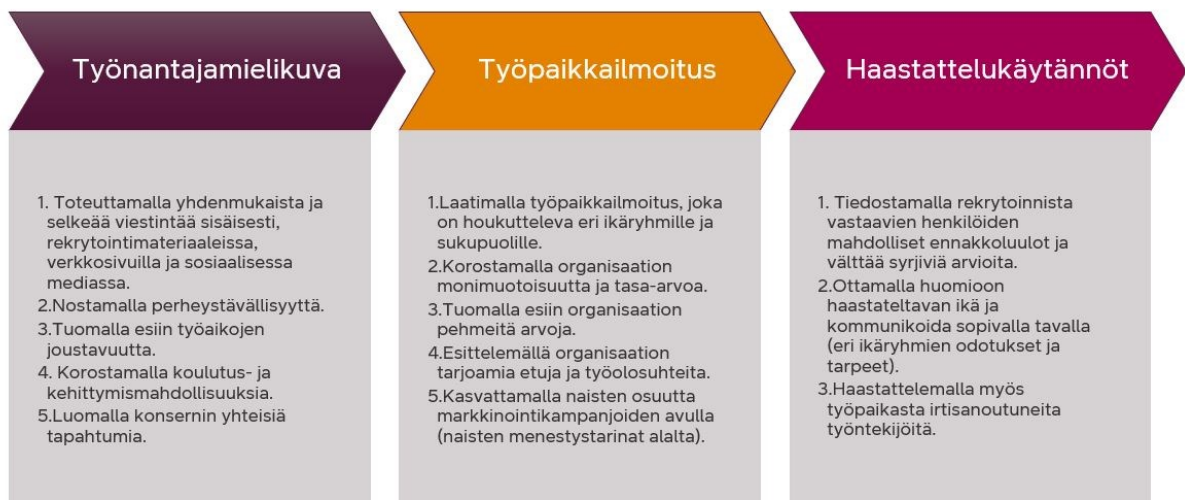 Työnantajamielikuva
1. Toteuttamalla yhdenmukaista ja
selkeää viestintää sisäisesti,
rekrytointimateriaaleissa,
verkkosivuilla ja sosiaalisessa
mediassa.
2.Nostamalla perheystävällisyyttä.
3.Tuomalla esiin työaikojen
joustavuutta.
4. Korostamalla koulutus- ja
kehittymismahdollisuuksia.
5.Luomalla konsernin yhteisiä
tapahtumia.
Työpaikkailmoitus
1.Laatimalla työpaikkailmoitus, joka
on houkutteleva eri ikäryhmille ja
sukupuolille.
2.Korostamalla organisaation
monimuotoisuutta ja tasa-arvoa.
3.Tuomalla esiin organisaation
pehmeitä arvoja.
4.Esittelemällä organisaation
tarjoamia etuja ja työolosuhteita.
5.Kasvattamalla naisten osuutta
markkinointikampanjoiden avulla
(naisten menestystarinat alalta).
Haastattelukäytännöt
1. Tiedostamalla rekrytoinnista
vastaavien henkilöiden
mahdolliset ennakkoluulot ja
välttää syrjiviä arvioita.
2.Ottamalla huomioon
haastateltavan ikä ja
kommunikoida sopivalla tavalla
(eri ikäryhmien odotukset ja
tarpeet).
3.Haastattelemalla myös
työpaikasta irtisanoutuneita
työntekijöitä.